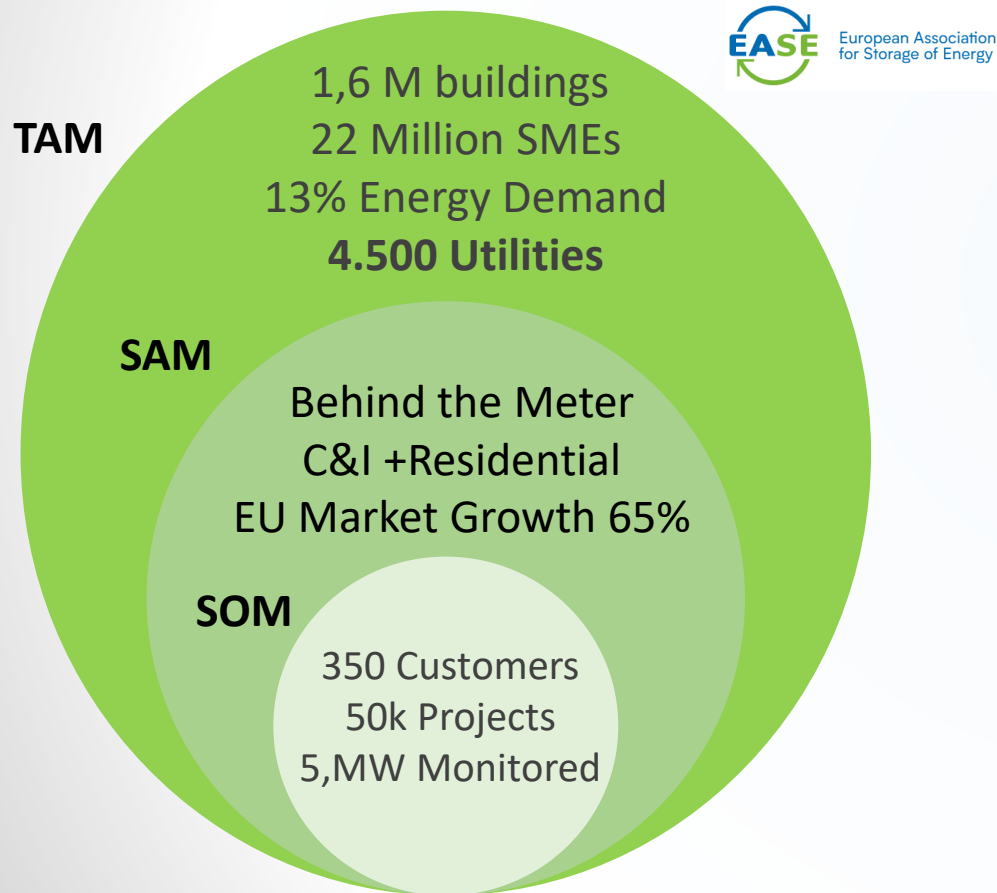 EASE
European Association
for Storage of Energy
TAM
1,6 M buildings
22 Million SMEs
13% Energy Demand
4.500 Utilities
SAM
Behind the Meter
C&I +Residential
EU Market Growth 65%
SOM
350 Customers
50k Projects
5,MW Monitored